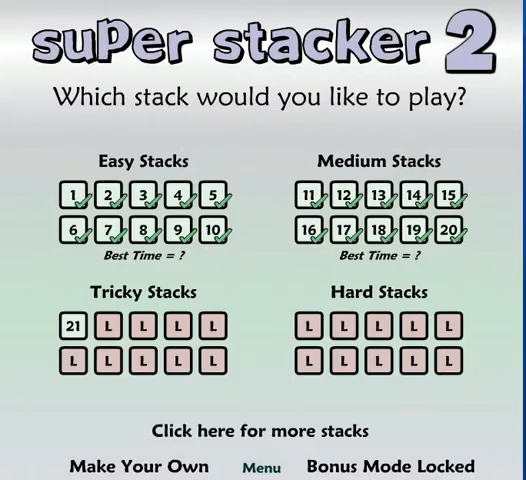 super stacker 2
Which stack would you like to play?
Easy Stacks
Medium Stacks
1 2 3 4 5
11 12 13 14 15
6 7 8 9 10
16 17 18 19 20
Best Time = ?
Best Time = ?
Tricky Stacks
Hard Stacks
21 L L L L
L L L L L
L L L L L
L L L L L
Click here for more stacks
Make Your Own
Menu
Bonus Mode Locked